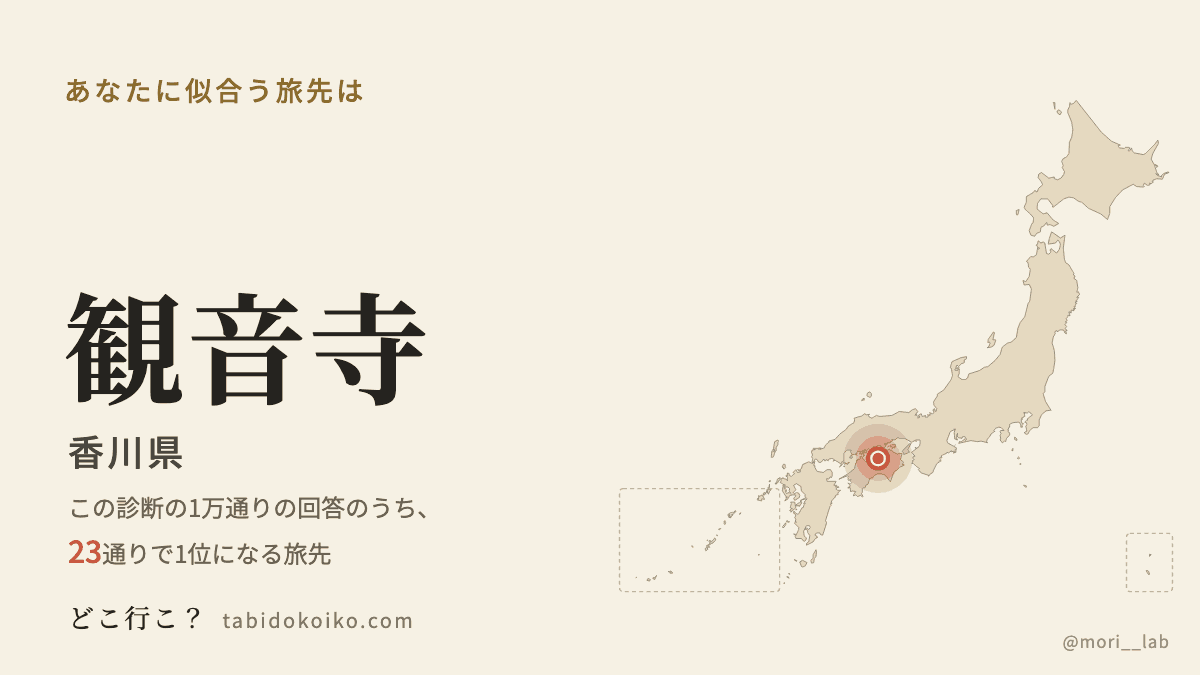 あなたに似合う旅先は
観音寺
香川県
この診断の1万通りの回答のうち、
23通りで1位になる旅先
どこ行こ？ tabidokoiko.com
@mori__lab